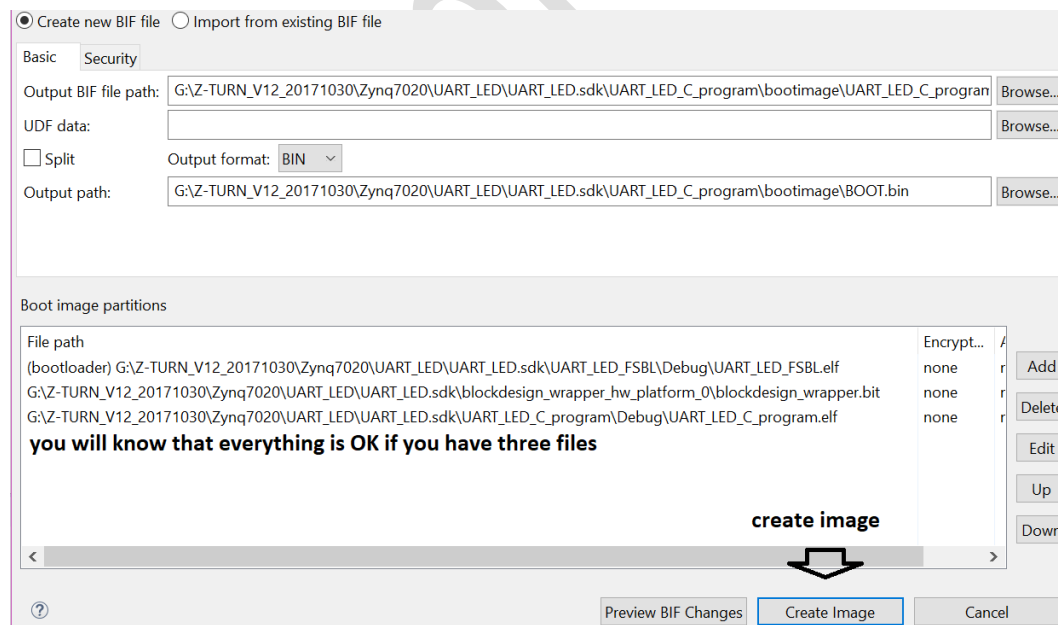 Create new BIF file Import from existing BIF file
Basic Security
Output BIF file path: G:\Z-TURN_V12_20171030\Zynq7020\UART_LED\UART_LED.sdk\UART_LED_C_program\bootimage\UART_LED_C_program Browse...
UDF data: Browse...
Split Output format: BIN
Output path: G:\Z-TURN_V12_20171030\Zynq7020\UART_LED\UART_LED.sdk\UART_LED_C_program\bootimage\BOOT.bin Browse...
Boot image partitions
File path Encrypt... A
(bootloader) G:\Z-TURN_V12_20171030\Zynq7020\UART_LED\UART_LED.sdk\UART_LED_FSBL\Debug\UART_LED_FSBL.elf none Add
G:\Z-TURN_V12_20171030\Zynq7020\UART_LED\UART_LED.sdk\blockdesign_wrapper_hw_platform_0\blockdesign_wrapper.bit none
G:\Z-TURN_V12_20171030\Zynq7020\UART_LED\UART_LED.sdk\UART_LED_C_program\Debug\UART_LED_C_program.elf none Delete
you will know that everything is OK if you have three files
Edit
Up
create image
Down
Preview BIF Changes Create Image Cancel